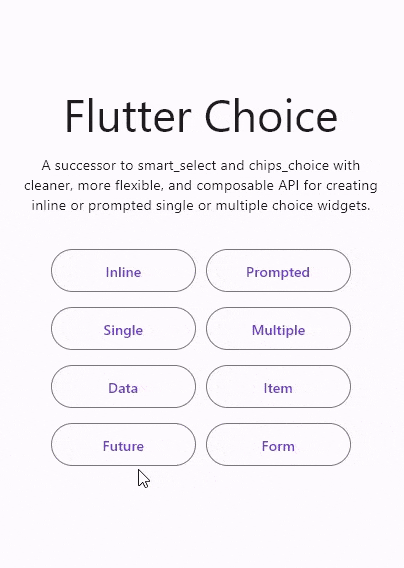 Flutter Choice
A successor to smart_select and chips_choice with
cleaner, more flexible, and composable API for creating
inline or prompted single or multiple choice widgets.
Inline
Prompted
Single
Multiple
Data
Item
Future
Form